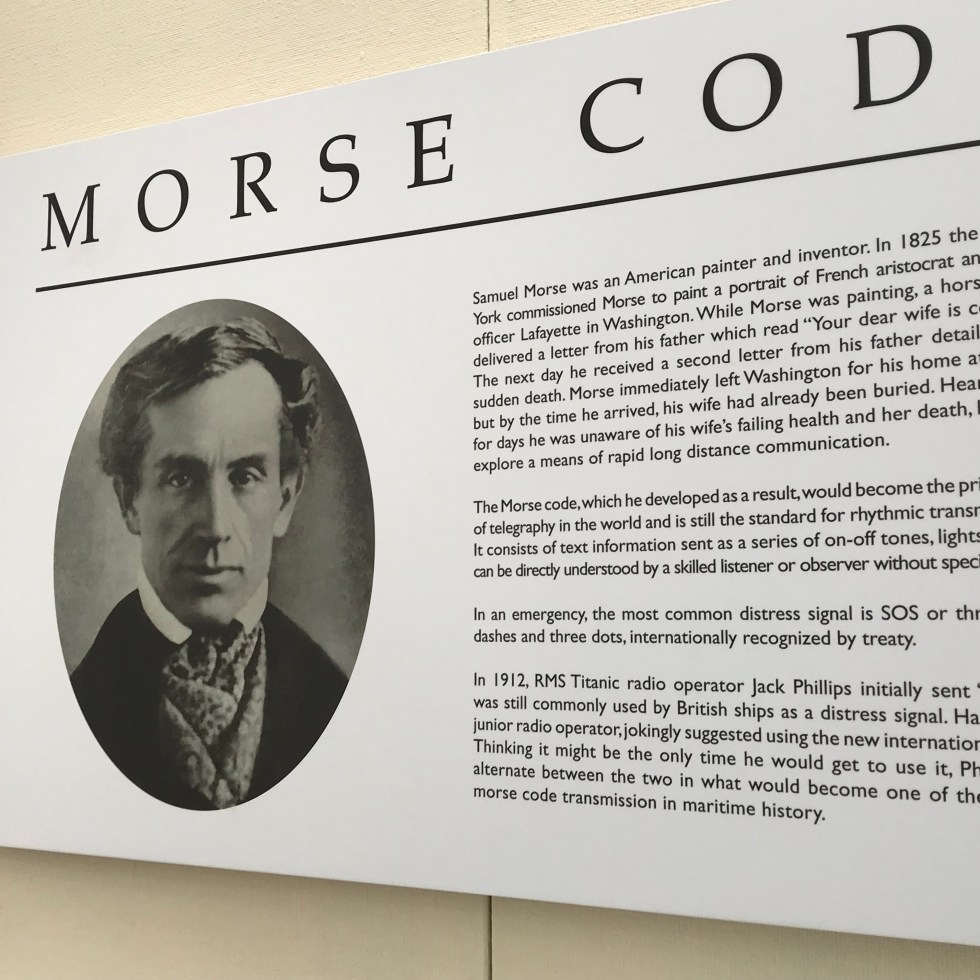 MORSE COD
Samuel Morse was an American painter and inventor. In 1825 the
York commissioned Morse to paint a portrait of French aristocrat an
officer Lafayette in Washington. While Morse was painting, a hors
delivered a letter from his father which read “Your dear wife is c
The next day he received a second letter from his father detail
sudden death. Morse immediately left Washington for his home a
but by the time he arrived, his wife had already been buried. Hear
for days he was unaware of his wife’s failing health and her death,
explore a means of rapid long distance communication.
The Morse code, which he developed as a result, would become the pri
of telegraphy in the world and is still the standard for rhythmic transm
It consists of text information sent as a series of on-off tones, lights
can be directly understood by a skilled listener or observer without speci
In an emergency, the most common distress signal is SOS or thr
dashes and three dots, internationally recognized by treaty.
In 1912, RMS Titanic radio operator Jack Phillips initially sent
was still commonly used by British ships as a distress signal. Ha
junior radio operator, jokingly suggested using the new internation
Thinking it might be the only time he would get to use it, Ph
alternate between the two in what would become one of the
morse code transmission in maritime history.